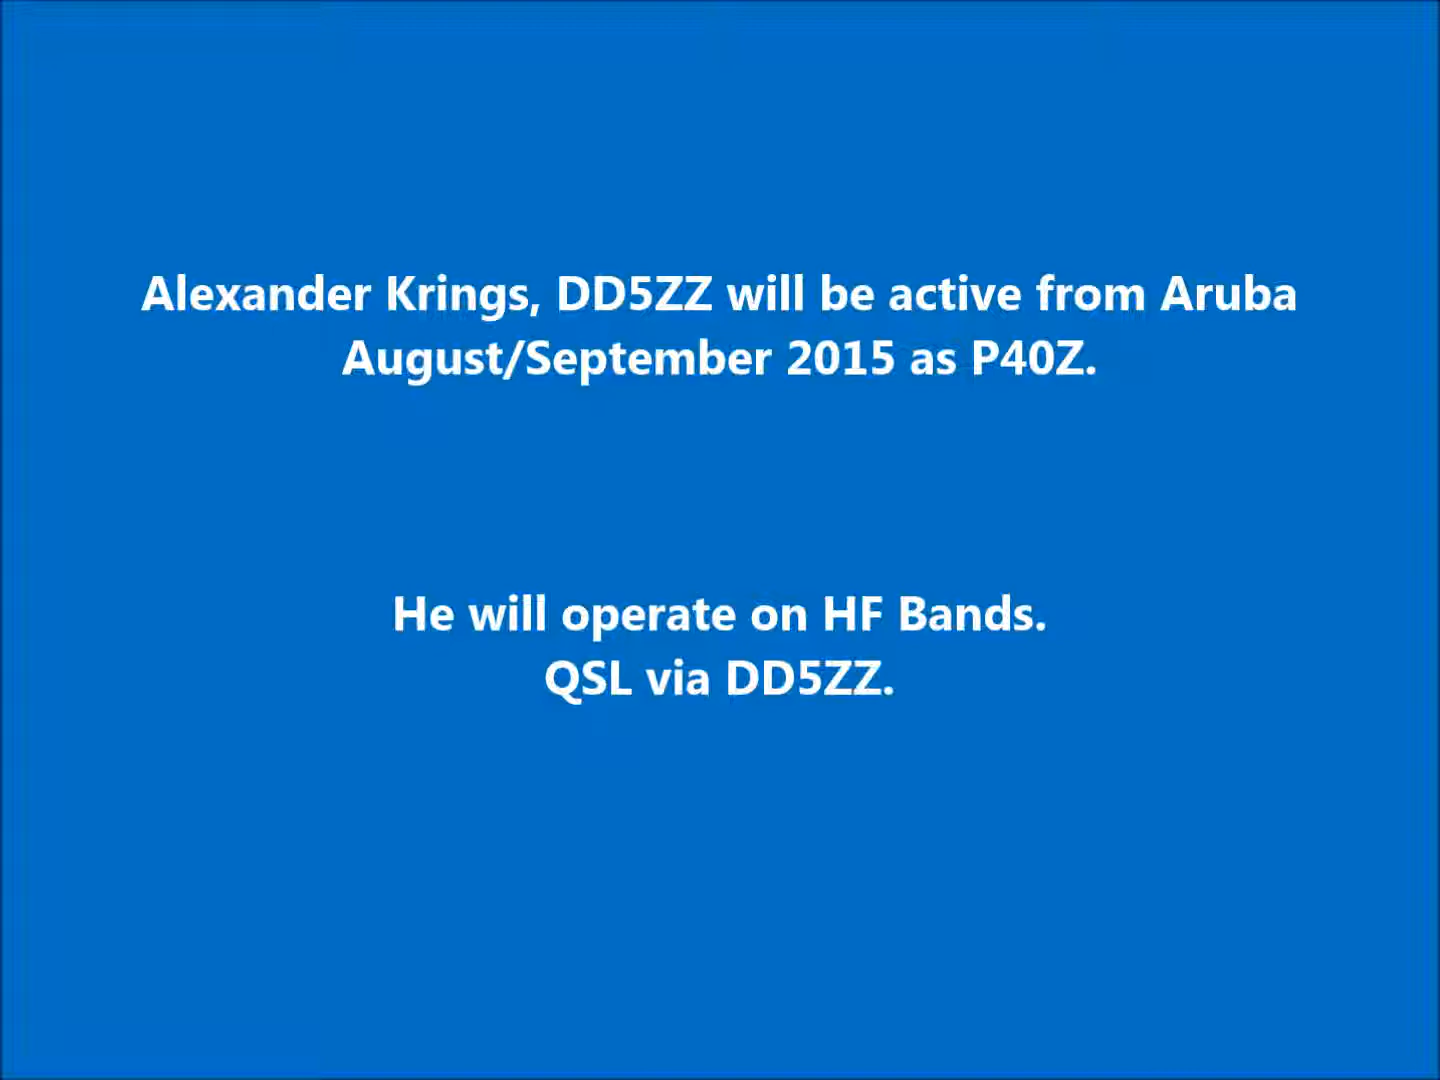 Alexander Krings, DD5ZZ will be active from Aruba
August/September 2015 as P40Z.
He will operate on HF Bands.
QSL via DD5ZZ.